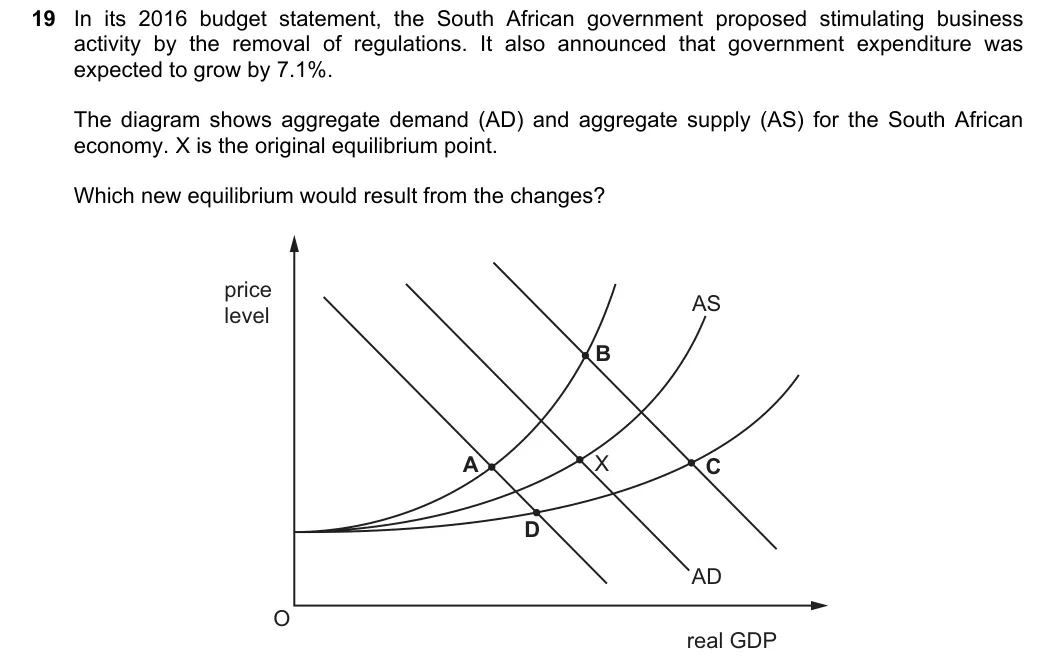 19 In its 2016 budget statement, the South African government proposed stimulating business
activity by the removal of regulations. It also announced that government expenditure was
expected to grow by 7.1%.
The diagram shows aggregate demand (AD) and aggregate supply (AS) for the South African
economy. X is the original equilibrium point.
Which new equilibrium would result from the changes?
price
level
AS
B
A
X
C
D
AD
O
real GDP